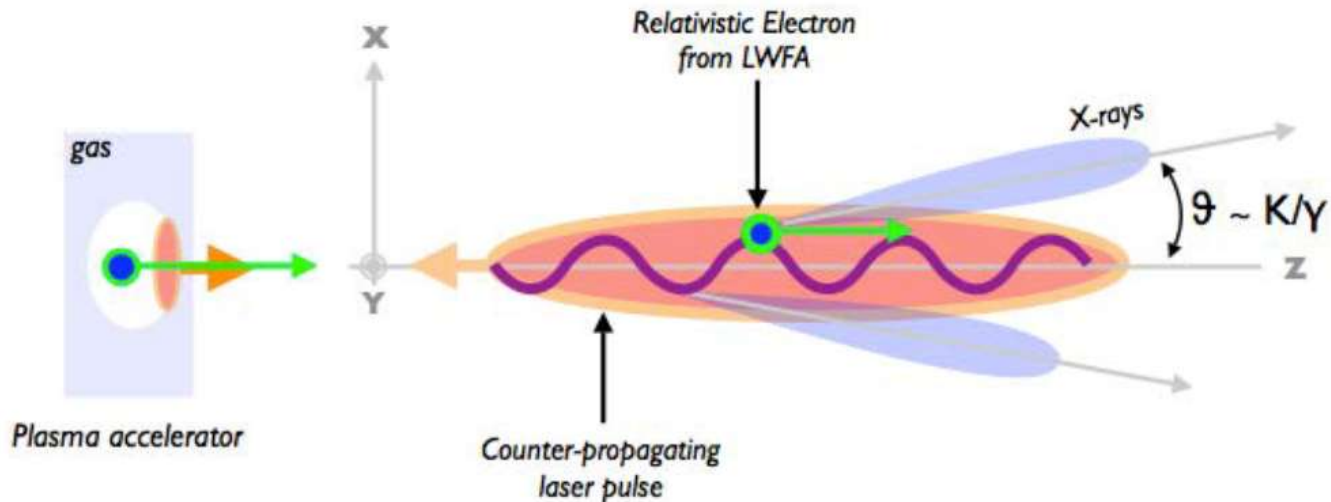 Relativistic Electron
from LWFA
X
X-rays
gas
ϑ ~ K/γ
Z
Y
Plasma accelerator
Counter-propagating
laser pulse